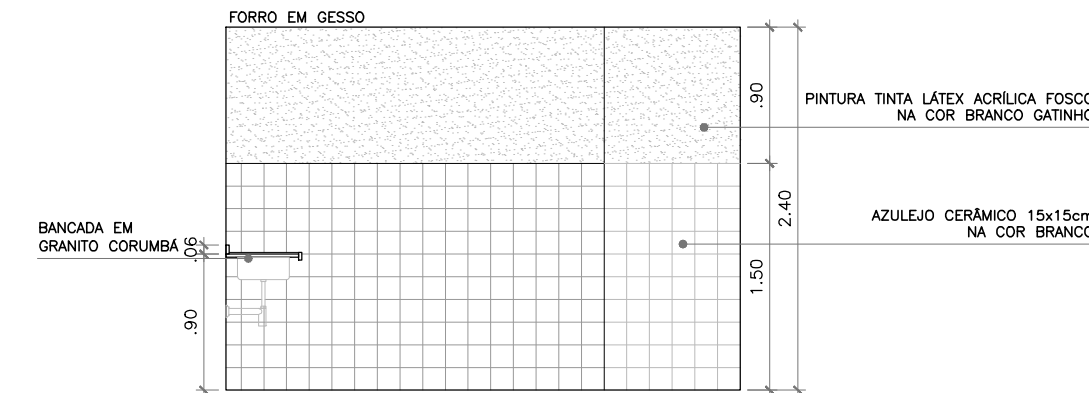 FORRO EM GESSO
.90
PINTURA TINTA LÁTEX ACRÍLICA FOSCO
NA COR BRANCO GATINHO
2.40
AZULEJO CERÂMICO 15x15cm
NA COR BRANCO
BANCADA EM
GRANITO CORUMBÁ
.06
1.50
.90